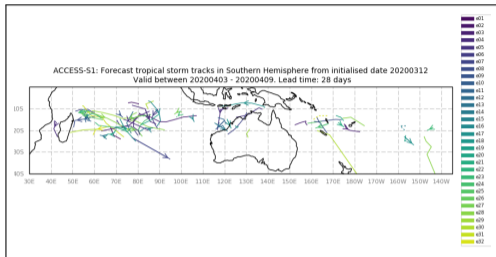 ACCESS-S1: Forecast tropical storm tracks in Southern Hemisphere from initialised date 20200312
Valid between 20200403 - 20200409. Lead time: 28 days
10S
20S
30S
40S
30E 40E 50E 60E 70E 80E 90E 100E 110E 120E 130E 140E 150E 160E 170E 180W 170W 160W 150W 140W
e01
e02
e03
e04
e05
e06
e07
e08
e09
e10
e11
e12
e13
e14
e15
e16
e17
e18
e19
e20
e21
e22
e23
e24
e25
e26
e27
e28
e29
e30
e31
e32